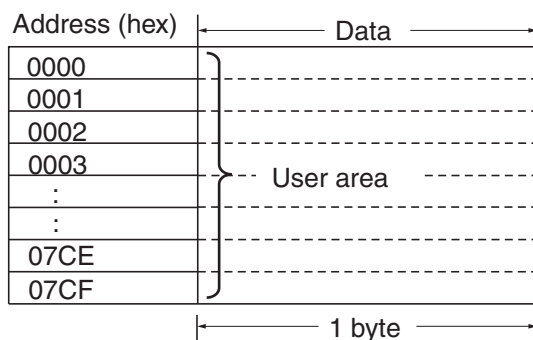 Address (hex) Data
0000
0001
0002
0003
User area
:
:
07CE
07CF
1 byte